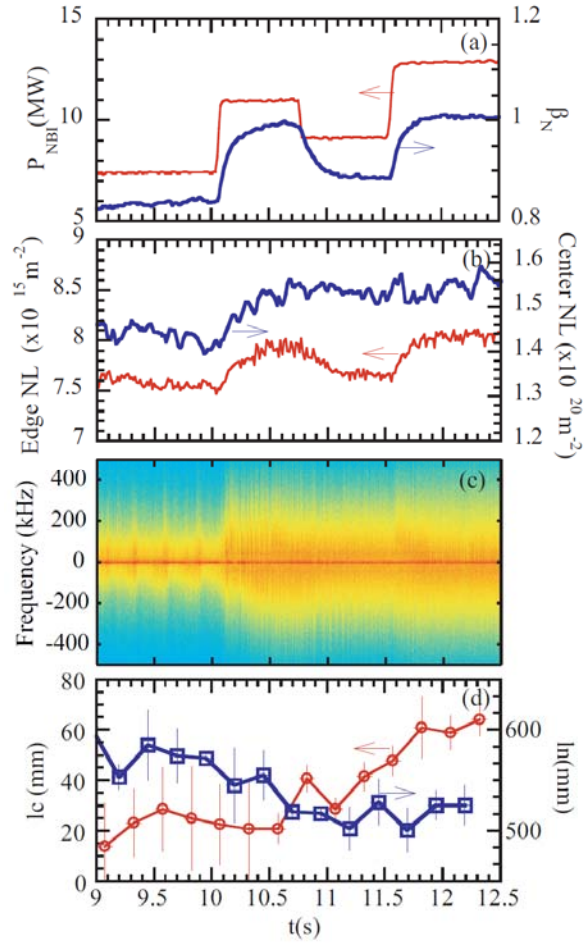 15
10
5
P_NBI (MW)
(a)
1.2
1
0.8
β_N
9
8.5
8
7.5
7
Edge NL (x10^15 m^-2)
(b)
1.6
1.5
1.4
1.3
1.2
Center NL (x10^20 m^-2)
400
200
0
-200
-400
Frequency (kHz)
(c)
80
60
40
20
0
lc (mm)
(d)
600
500
ln(mm)
9 9.5 10 10.5 11 11.5 12 12.5
t(s)